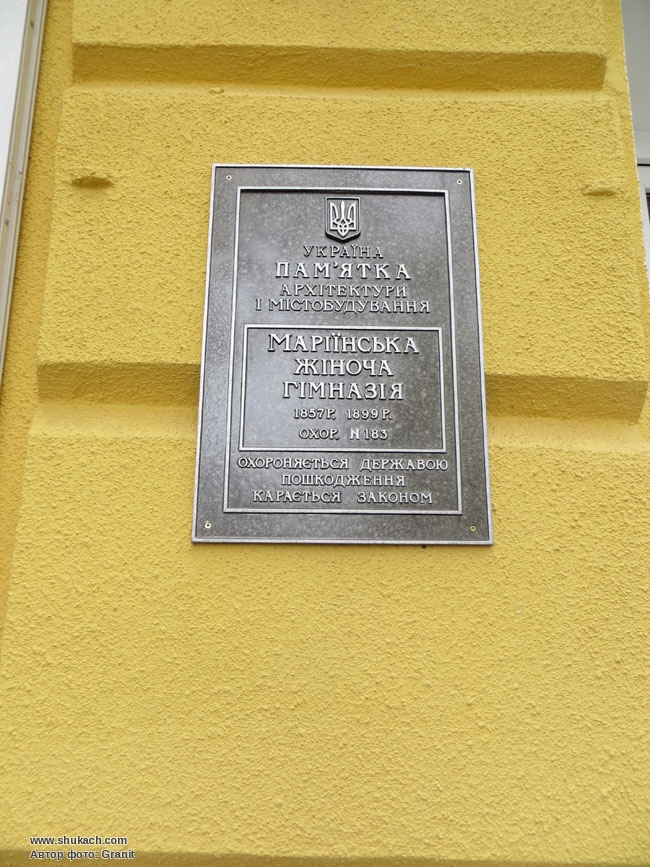 УКРАЇНА
ПАМ'ЯТКА
АРХІТЕКТУРИ
І МІСТОБУДУВАННЯ
МАРІЇНСЬКА
ЖІНОЧА
ГІМНАЗІЯ
1857 Р. 1899 Р.
ОХОР. N 183
ОХОРОНЯЄТЬСЯ ДЕРЖАВОЮ
ПОШКОДЖЕННЯ
КАРАЄТЬСЯ ЗАКОНОМ
www.shukach.com
Автор фото: Granit